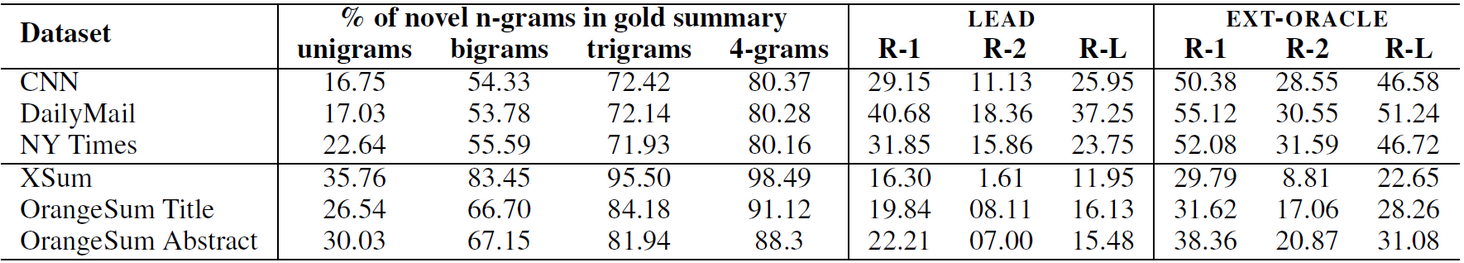 Dataset % of novel n-grams in gold summary LEAD EXT-ORACLE
unigrams bigrams trigrams 4-grams R-1 R-2 R-L R-1 R-2 R-L
CNN 16.75 54.33 72.42 80.37 29.15 11.13 25.95 50.38 28.55 46.58
DailyMail 17.03 53.78 72.14 80.28 40.68 18.36 37.25 55.12 30.55 51.24
NY Times 22.64 55.59 71.93 80.16 31.85 15.86 23.75 52.08 31.59 46.72
XSum 35.76 83.45 95.50 98.49 16.30 1.61 11.95 29.79 8.81 22.65
OrangeSum Title 26.54 66.70 84.18 91.12 19.84 08.11 16.13 31.62 17.06 28.26
OrangeSum Abstract 30.03 67.15 81.94 88.3 22.21 07.00 15.48 38.36 20.87 31.08